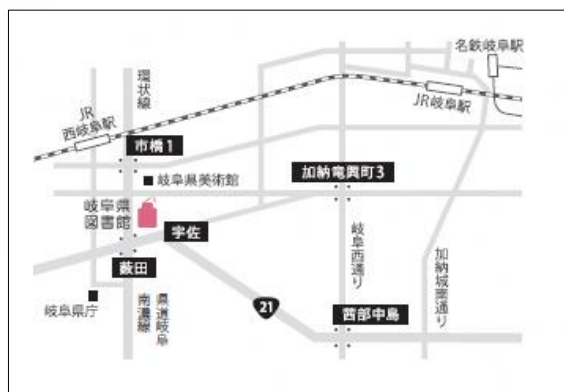 名鉄岐阜駅
環状線
JR
西岐阜駅
JR岐阜駅
市橋1
岐阜県美術館
加納竜興町3
岐阜県
図書館
宇佐
岐阜西通り
加納城南通り
薮田
岐阜県庁
県道岐阜
南濃線
21
茜部中島